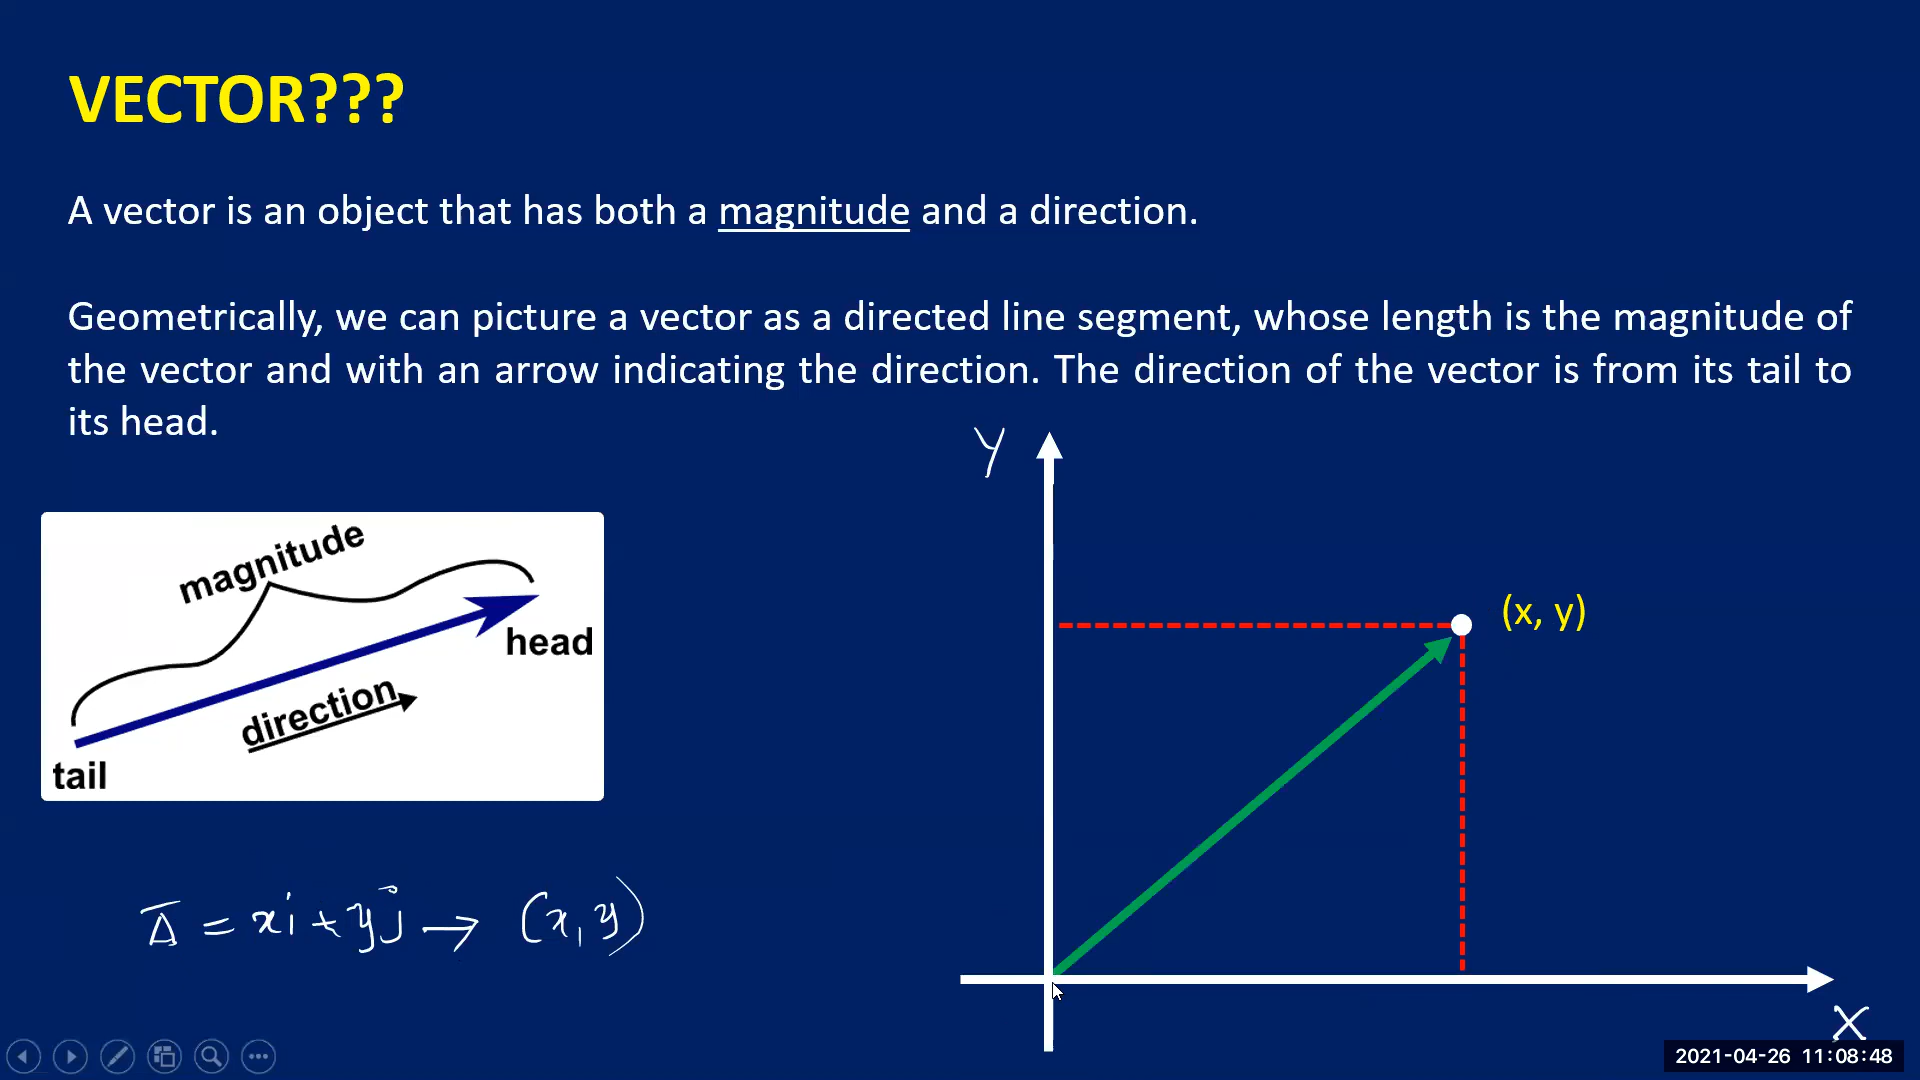 VECTOR???
A vector is an object that has both a magnitude and a direction.
Geometrically, we can picture a vector as a directed line segment, whose length is the magnitude of
the vector and with an arrow indicating the direction. The direction of the vector is from its tail to
its head.
Y
magnitude
head
direction
tail
(x, y)
A̅ = xi + yj → (x, y)
X
2021-04-26 11:08:48